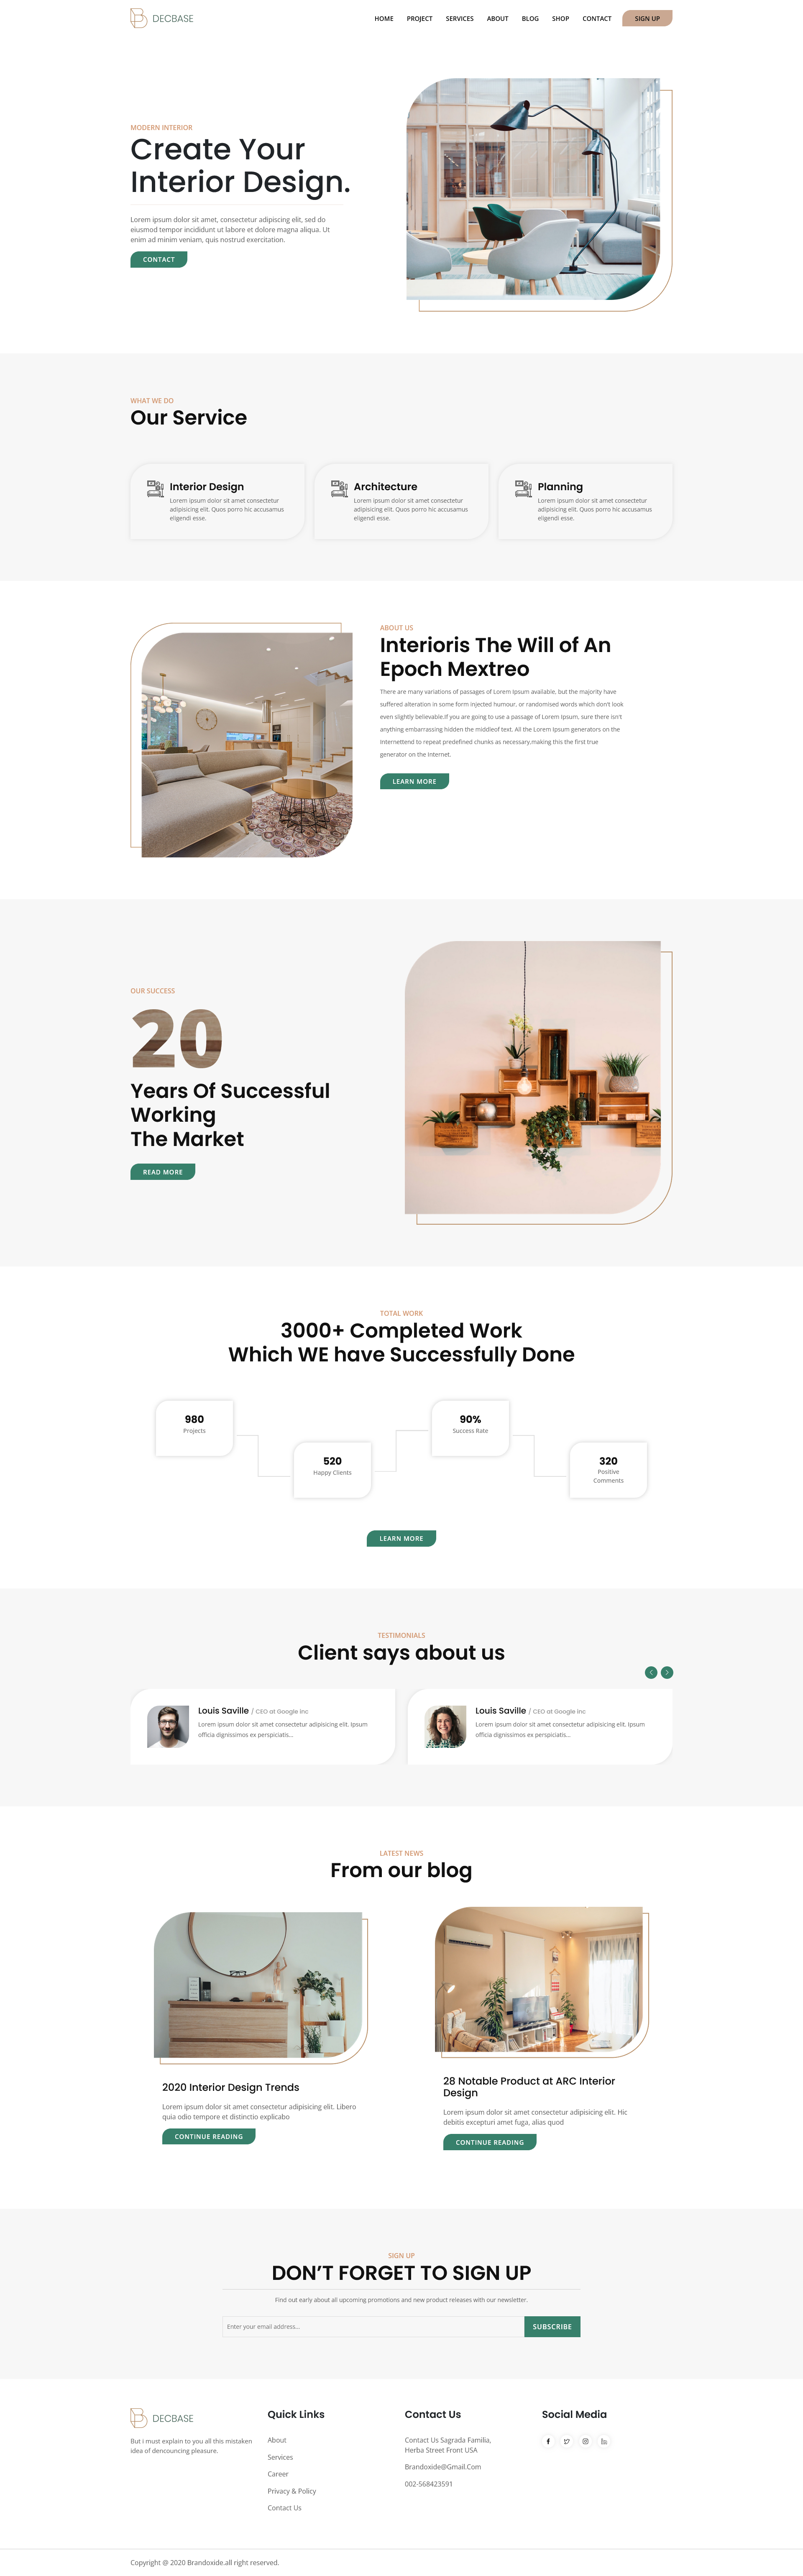 DECBASE
HOME PROJECT SERVICES ABOUT BLOG SHOP CONTACT SIGN UP
MODERN INTERIOR
Create Your
Interior Design.
Lorem ipsum dolor sit amet, consectetur adipiscing elit, sed do
eiusmod tempor incididunt ut labore et dolore magna aliqua. Ut
enim ad minim veniam, quis nostrud exercitation.
CONTACT
WHAT WE DO
Our Service
Interior Design
Lorem ipsum dolor sit amet consectetur
adipisicing elit. Quos porro hic accusamus
eligendi esse.
Architecture
Lorem ipsum dolor sit amet consectetur
adipisicing elit. Quos porro hic accusamus
eligendi esse.
Planning
Lorem ipsum dolor sit amet consectetur
adipisicing elit. Quos porro hic accusamus
eligendi esse.
ABOUT US
Interioris The Will of An
Epoch Mextreo
There are many variations of passages of Lorem Ipsum available, but the majority have
suffered alteration in some form injected humour, or randomised words which don't look
even slightly believable.If you are going to use a passage of Lorem Ipsum, sure there isn't
anything embarrassing hidden the middleof text. All the Lorem Ipsum generators on the
Internettend to repeat predefined chunks as necessary,making this the first true
generator on the Internet.
LEARN MORE
OUR SUCCESS
20
Years Of Successful
Working
The Market
READ MORE
TOTAL WORK
3000+ Completed Work
Which WE have Successfully Done
980
Projects
520
Happy Clients
90%
Success Rate
320
Positive
Comments
LEARN MORE
TESTIMONIALS
Client says about us
Louis Saville / CEO at Google Inc
Lorem ipsum dolor sit amet consectetur adipisicing elit. Ipsum
officia dignissimos ex perspiciatis...
Louis Saville / CEO at Google Inc
Lorem ipsum dolor sit amet consectetur adipisicing elit. Ipsum
officia dignissimos ex perspiciatis...
LATEST NEWS
From our blog
2020 Interior Design Trends
Lorem ipsum dolor sit amet consectetur adipisicing elit. Libero
quia odio tempore et distinctio explicabo
CONTINUE READING
28 Notable Product at ARC Interior
Design
Lorem ipsum dolor sit amet consectetur adipisicing elit. Hic
debitis excepturi amet fuga, alias quod
CONTINUE READING
SIGN UP
DON'T FORGET TO SIGN UP
Find out early about all upcoming promotions and new product releases with our newsletter.
Enter your email address...
SUBSCRIBE
DECBASE
But i must explain to you all this mistaken
idea of dencouncing pleasure.
Quick Links
About
Services
Career
Privacy & Policy
Contact Us
Contact Us
Contact Us Sagrada Familia,
Herba Street Front USA
Brandoxide@Gmail.Com
002-568423591
Social Media
Copyright @ 2020 Brandoxide.all right reserved.